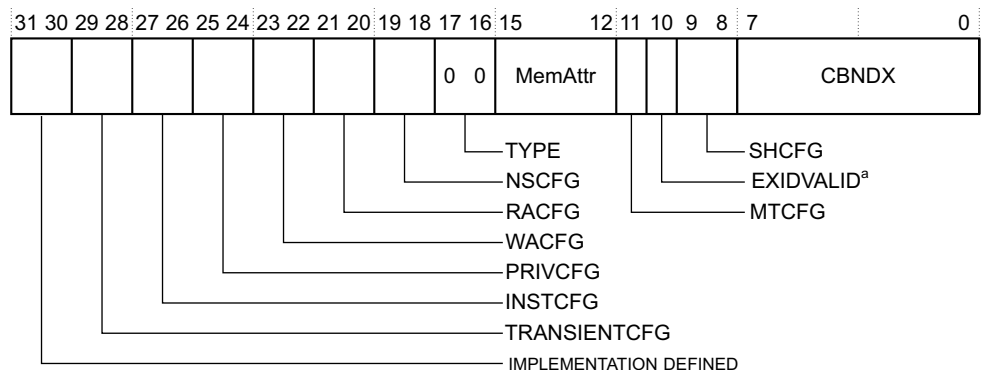 31 30 29 28 27 26 25 24 23 22 21 20 19 18 17 16 15 12 11 10 9 8 7 0
0 0 MemAttr CBNDX
TYPE SHCFG
NSCFG EXIDVALIDa
RACFG MTCFG
WACFG
PRIVCFG
INSTCFG
TRANSIENTCFG
IMPLEMENTATION DEFINED